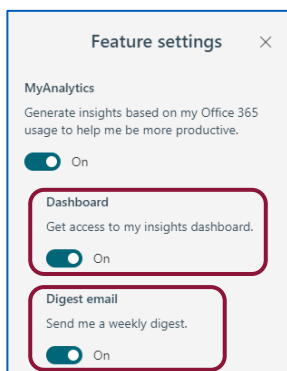 Feature settings
MyAnalytics
Generate insights based on my Office 365
usage to help me be more productive.
On
Dashboard
Get access to my insights dashboard.
On
Digest email
Send me a weekly digest.
On